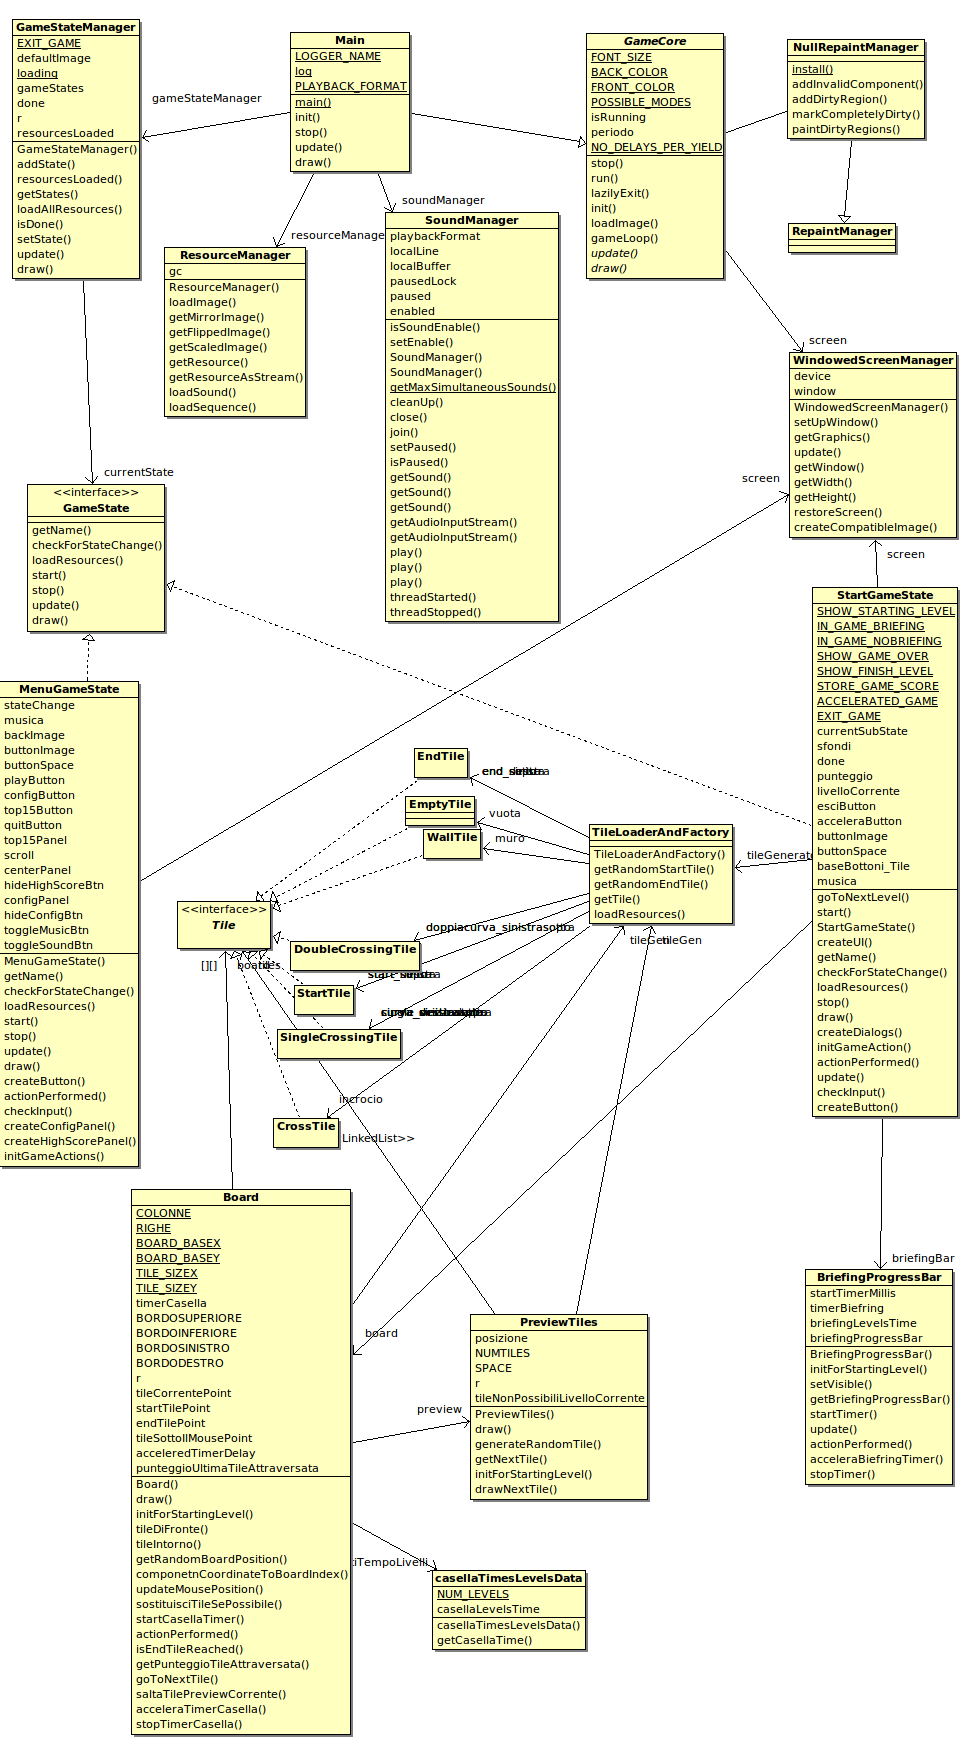 GameStateManager
EXIT_GAME
defaultImage
loading
gameStates
done
r
resourcesLoaded
GameStateManager()
addState()
resourcesLoaded()
getStates()
loadAllResources()
isDone()
setState()
update()
draw()
gameStateManager
Main
LOGGER_NAME
log
PLAYBACK_FORMAT
main()
init()
stop()
update()
draw()
GameCore
FONT_SIZE
BACK_COLOR
FRONT_COLOR
POSSIBLE_MODES
isRunning
periodo
NO_DELAYS_PER_YIELD
stop()
run()
lazilyExit()
init()
loadImage()
gameLoop()
update()
draw()
NullRepaintManager
install()
addInvalidComponent()
addDirtyRegion()
markCompletelyDirty()
paintDirtyRegions()
RepaintManager
soundManager
resourceManage
ResourceManager
gc
ResourceManager()
loadImage()
getMirrorImage()
getFlippedImage()
getScaledImage()
getResource()
getResourceAsStream()
loadSound()
loadSequence()
SoundManager
playbackFormat
localLine
localBuffer
pausedLock
paused
enabled
isSoundEnable()
setEnable()
SoundManager()
SoundManager()
getMaxSimultaneousSounds()
cleanUp()
close()
join()
setPaused()
isPaused()
getSound()
getSound()
getSound()
getAudioInputStream()
getAudioInputStream()
play()
play()
play()
threadStarted()
threadStopped()
screen
WindowedScreenManager
device
window
WindowedScreenManager()
setUpWindow()
getGraphics()
update()
getWindow()
getWidth()
getHeight()
restoreScreen()
createCompatibleImage()
screen
screen
currentState
<<interface>>
GameState
getName()
checkForStateChange()
loadResources()
start()
stop()
update()
draw()
MenuGameState
stateChange
musica
backImage
buttonImage
buttonSpace
playButton
configButton
top15Button
quitButton
top15Panel
scroll
centerPanel
hideHighScoreBtn
configPanel
hideConfigBtn
toggleMusicBtn
toggleSoundBtn
MenuGameState()
getName()
checkForStateChange()
loadResources()
start()
stop()
update()
draw()
createButton()
actionPerformed()
checkInput()
createConfigPanel()
createHighScorePanel()
initGameActions()
StartGameState
SHOW_STARTING_LEVEL
IN_GAME_BRIEFING
IN_GAME_NOBRIEFING
SHOW_GAME_OVER
SHOW_FINISH_LEVEL
STORE_GAME_SCORE
ACCELERATED_GAME
EXIT_GAME
currentSubState
sfondi
done
punteggio
livelloCorrente
esciButton
acceleraButton
buttonImage
buttonSpace
baseBottoni_Tile
musica
goToNextLevel()
start()
StartGameState()
createUI()
getName()
checkForStateChange()
loadResources()
stop()
draw()
createDialogs()
initGameAction()
actionPerformed()
update()
checkInput()
createButton()
EndTile
EmptyTile
vuota
WallTile
muro
TileLoaderAndFactory
TileLoaderAndFactory()
getRandomStartTile()
getRandomEndTile()
getTile()
loadResources()
tileGenerat
<<interface>>
Tile
DoubleCrossingTile
StartTile
SingleCrossingTile
incrocio
CrossTile
LinkedList>>
[][]
tileGen
Board
COLONNE
RIGHE
BOARD_BASEX
BOARD_BASEY
TILE_SIZEX
TILE_SIZEY
timerCasella
BORDOSUPERIORE
BORDOINFERIORE
BORDOSINISTRO
BORDODESTRO
r
tileCorrentePoint
startTilePoint
endTilePoint
tileSottoIlMousePoint
acceleredTimerDelay
punteggioUltimaTileAttraversata
Board()
draw()
initForStartingLevel()
tileDiFronte()
tileIntorno()
getRandomBoardPosition()
componetnCoordinateToBoardIndex()
updateMousePosition()
sostituisciTileSePossibile()
startCasellaTimer()
actionPerformed()
isEndTileReached()
getPunteggioTileAttraversata()
goToNextTile()
saltaTilePreviewCorrente()
acceleraTimerCasella()
stopTimerCasella()
board
preview
PreviewTiles
posizione
NUMTILES
SPACE
r
tileNonPossibiliLivelloCorrente
PreviewTiles()
draw()
generateRandomTile()
getNextTile()
initForStartingLevel()
drawNextTile()
iTempoLivelli
casellaTimesLevelsData
NUM_LEVELS
casellaLevelsTime
casellaTimesLevelsData()
getCasellaTime()
briefingBar
BriefingProgressBar
startTimerMillis
timerBiefring
briefingLevelsTime
briefingProgressBar
BriefingProgressBar()
initForStartingLevel()
setVisible()
getBriefingProgressBar()
startTimer()
update()
actionPerformed()
acceleraBiefringTimer()
stopTimer()